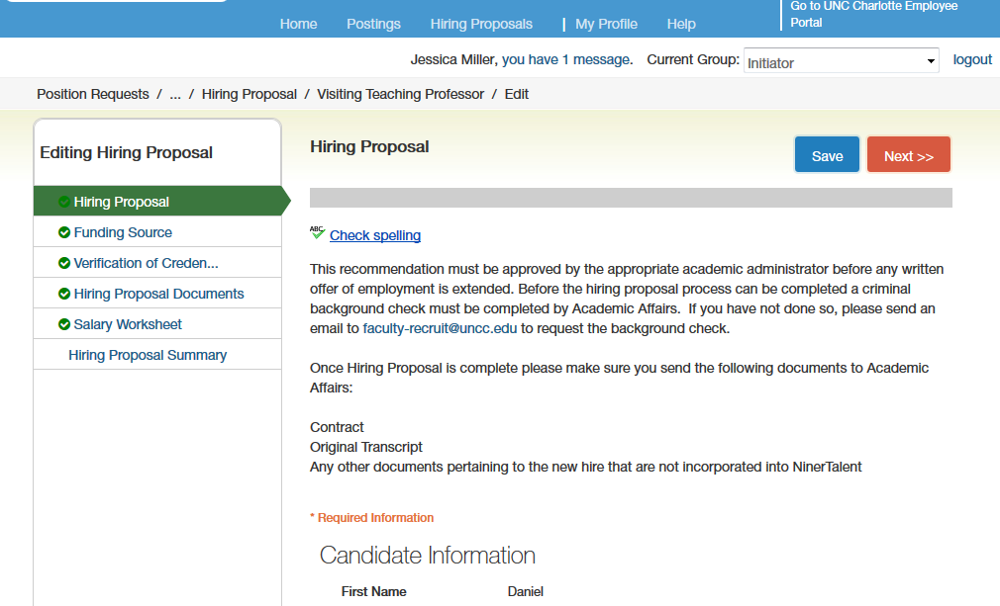 Go to UNC Charlotte Employee
Portal
Home Postings Hiring Proposals | My Profile Help
Jessica Miller, you have 1 message. Current Group: Initiator logout
Position Requests / ... / Hiring Proposal / Visiting Teaching Professor / Edit
Editing Hiring Proposal
Hiring Proposal
Funding Source
Verification of Creden...
Hiring Proposal Documents
Salary Worksheet
Hiring Proposal Summary
Hiring Proposal
Save
Next >>
ABC
Check spelling
This recommendation must be approved by the appropriate academic administrator before any written
offer of employment is extended. Before the hiring proposal process can be completed a criminal
background check must be completed by Academic Affairs. If you have not done so, please send an
email to faculty-recruit@uncc.edu to request the background check.
Once Hiring Proposal is complete please make sure you send the following documents to Academic
Affairs:
Contract
Original Transcript
Any other documents pertaining to the new hire that are not incorporated into NinerTalent
* Required Information
Candidate Information
First Name Daniel